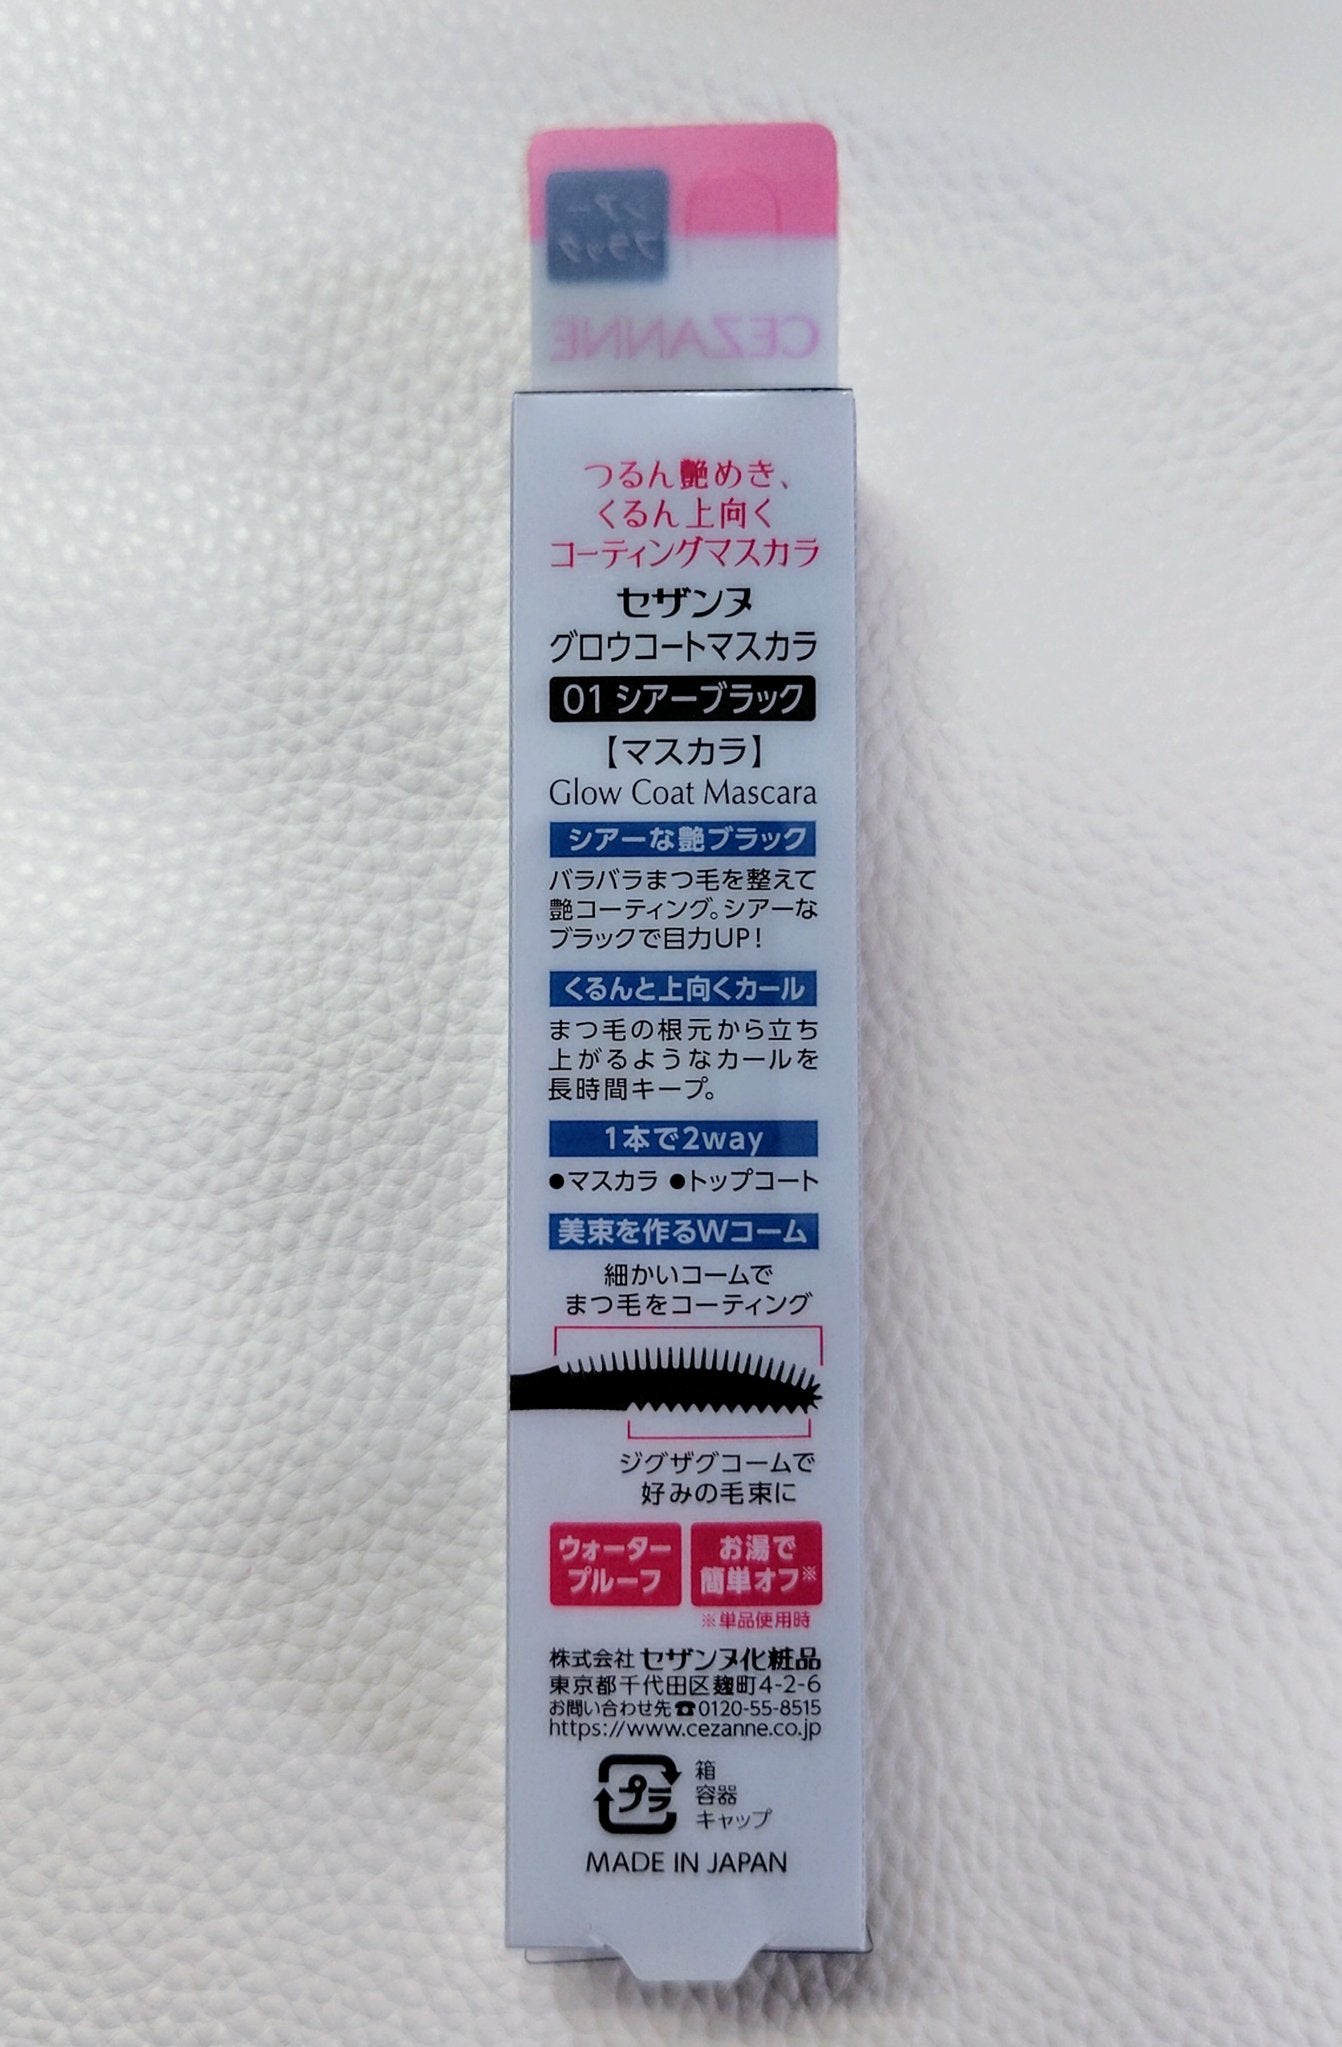 シアー
ブラック
CEZANNE
つるん艶めき、
くるん上向く
コーティングマスカラ
セザンヌ
グロウコートマスカラ
01 シアーブラック
【マスカラ】
Glow Coat Mascara
シアーな艶ブラック
バラバラまつ毛を整えて
艶コーティング。シアーな
ブラックで目力UP!
くるんと上向くカール
まつ毛の根元から立ち
上がるようなカールを
長時間キープ。
1本で2way
●マスカラ ●トップコート
美束を作るWコーム
細かいコームで
まつ毛をコーティング
ジグザグコームで
好みの毛束に
ウォーター
プルーフ
お湯で
簡単オフ※
※単品使用時
株式会社 セザンヌ化粧品
東京都千代田区麹町4-2-6
お問い合わせ先☎0120-55-8515
https://www.cezanne.co.jp
プラ
箱
容器
キャップ
MADE IN JAPAN